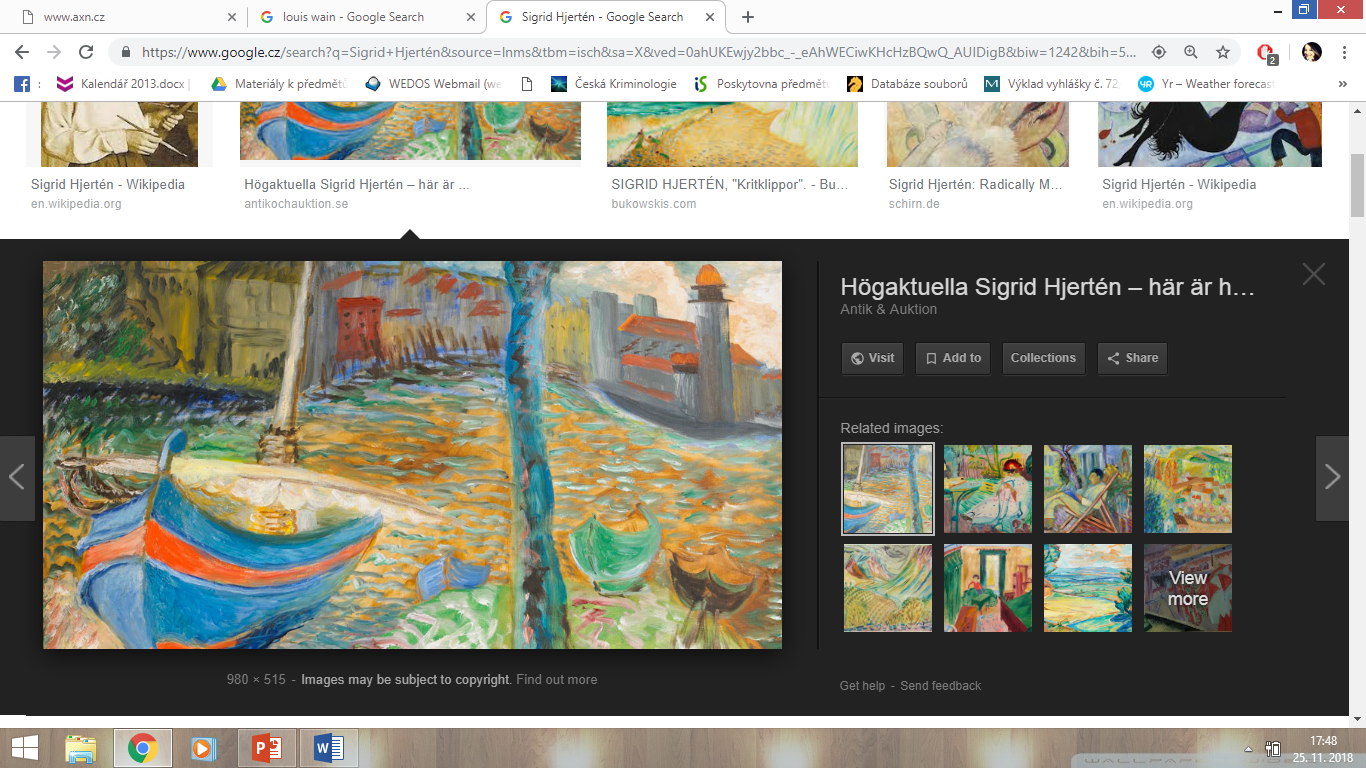 www.axn.cz
louis wain - Google Search
Sigrid Hjertén - Google Search
https://www.google.cz/search?q=Sigrid+Hjertén&source=lnms&tbm=isch&sa=X&ved=0ahUKEwjy2bbc_-_eAhWECiwKHcHzBQwQ_AUIDigB&biw=1242&bih=5...
2
Kalendář 2013.docx
Materiály k předmětů
WEDOS Webmail (we
Česká Kriminologie
Poskytovna předmětu
Databáze souborů
Výklad vyhlášky č. 72
Yr – Weather forecast
»
Sigrid Hjertén - Wikipedia
en.wikipedia.org
Högaktuella Sigrid Hjertén – här är ...
antikochauktion.se
SIGRID HJERTÉN, "Kritklippor". - Bu...
bukowskis.com
Sigrid Hjertén: Radically M...
schirn.de
Sigrid Hjertén - Wikipedia
en.wikipedia.org
Högaktuella Sigrid Hjertén – här är h...
Antik & Auktion
Visit
Add to
Collections
Share
Related images:
View
more
980 × 515 - Images may be subject to copyright. Find out more
Get help - Send feedback
17:48
25. 11. 2018